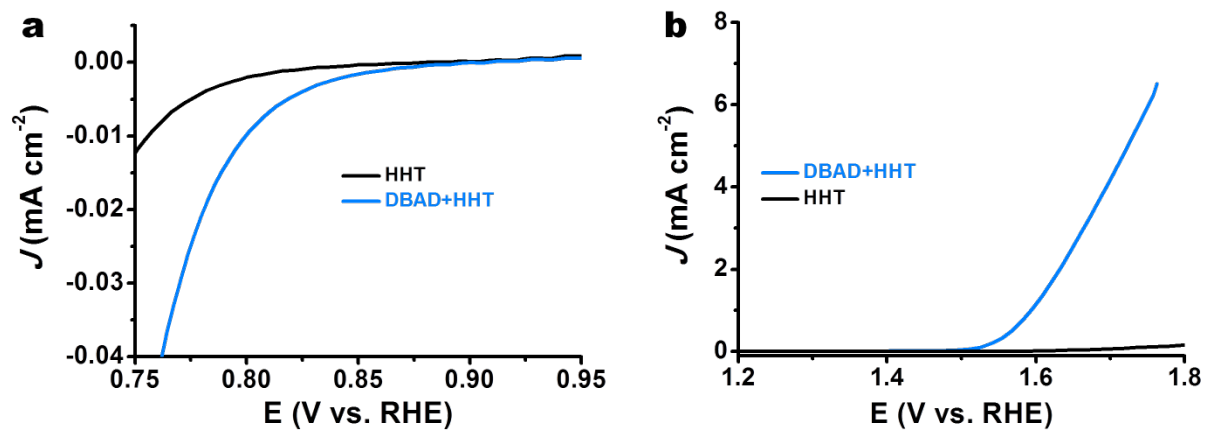 a
0.00
-0.01
-0.02
-0.03
-0.04
J (mA cm⁻²)
HHT
DBAD+HHT
0.75 0.80 0.85 0.90 0.95
E (V vs. RHE)
b
8
6
4
2
0
J (mA cm⁻²)
DBAD+HHT
HHT
1.2 1.4 1.6 1.8
E (V vs. RHE)